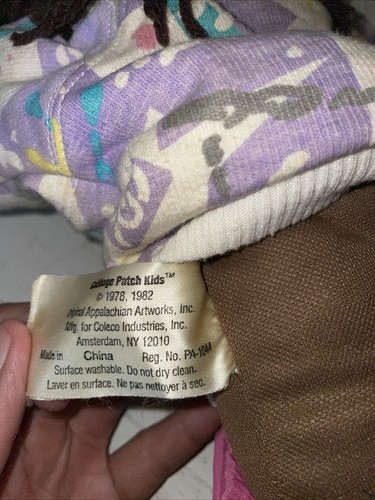 Cabbage Patch Kids™
© 1978, 1982
Original Appalachian Artworks, Inc.
Mfg. for Coleco Industries, Inc.
Amsterdam, NY 12010
Made in China Reg. No. PA-1044
Surface washable. Do not dry clean.
Laver en surface. Ne pas nettoyer à sec.